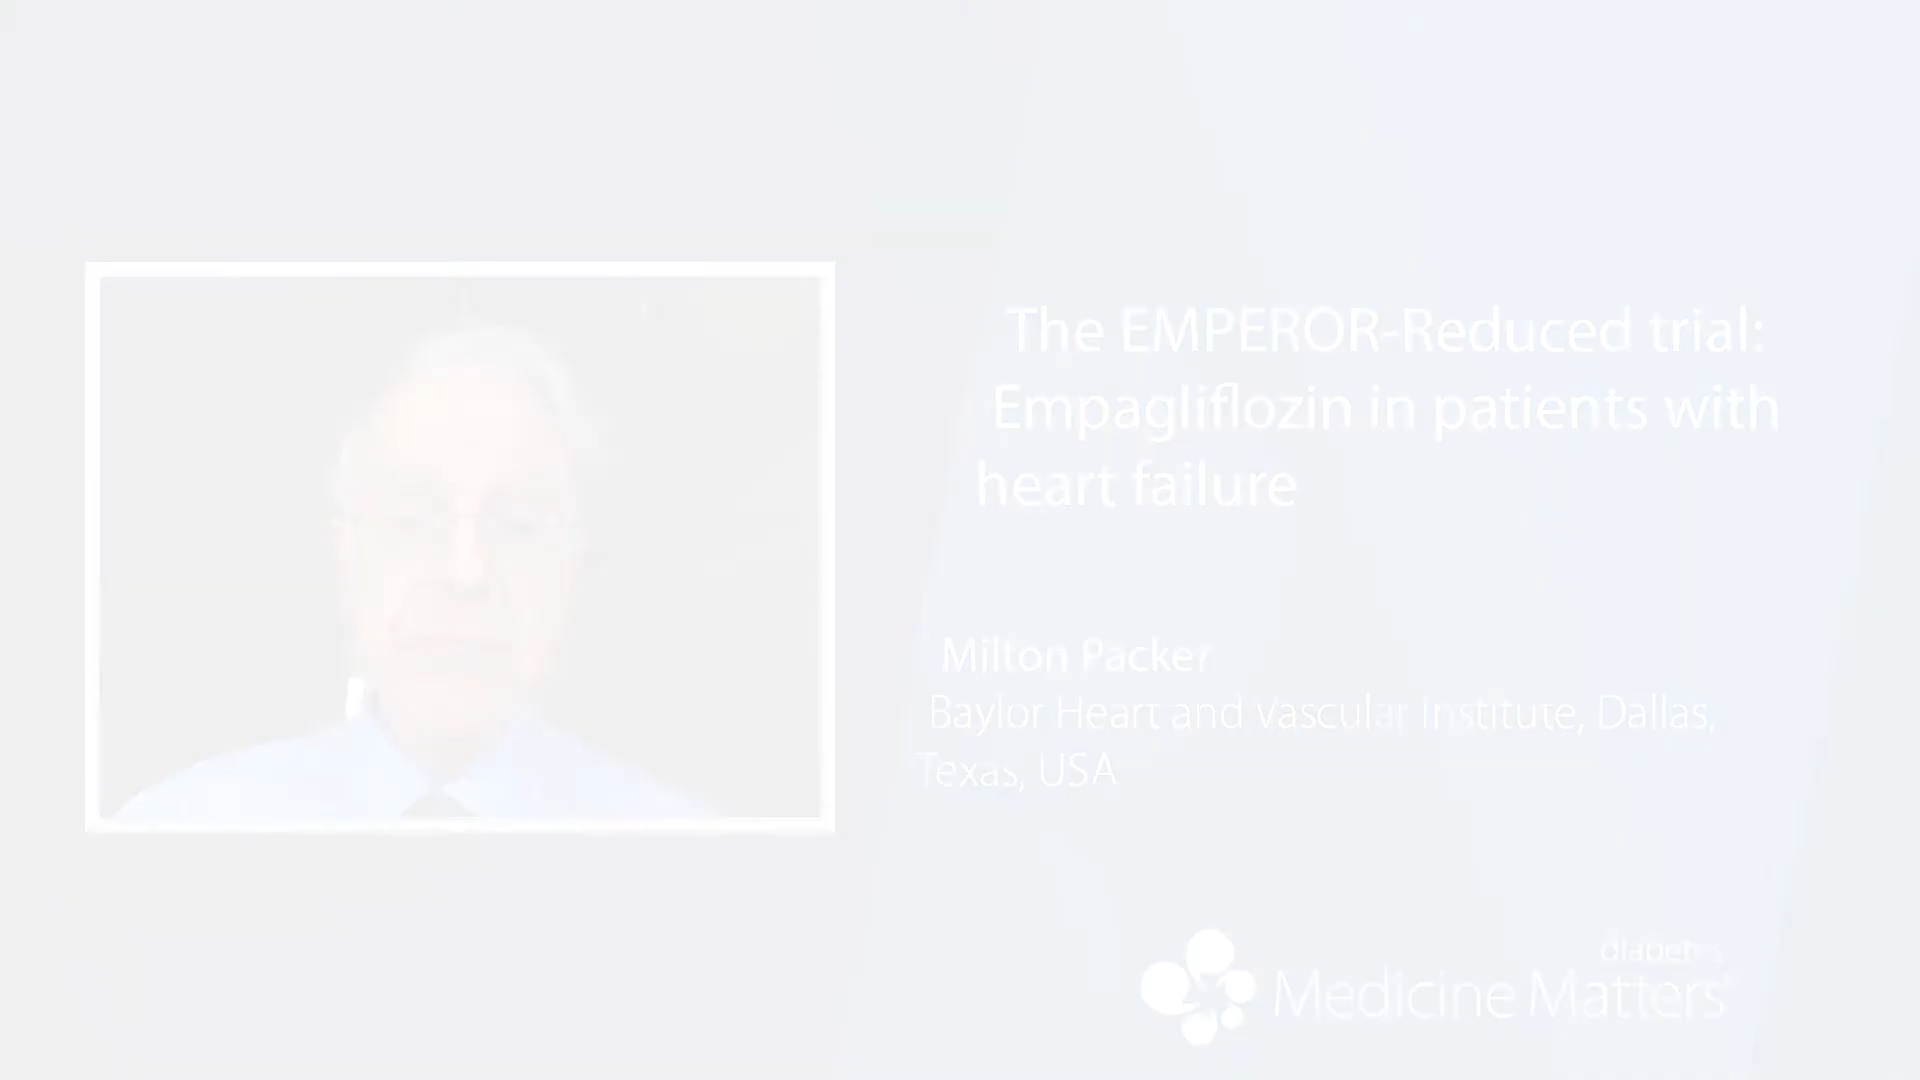 The EMPEROR-Reduced trial:
Empagliflozin in patients with
heart failure
Milton Packer
Baylor Heart and Vascular Institute, Dallas,
Texas, USA
diabetes
Medicine Matters